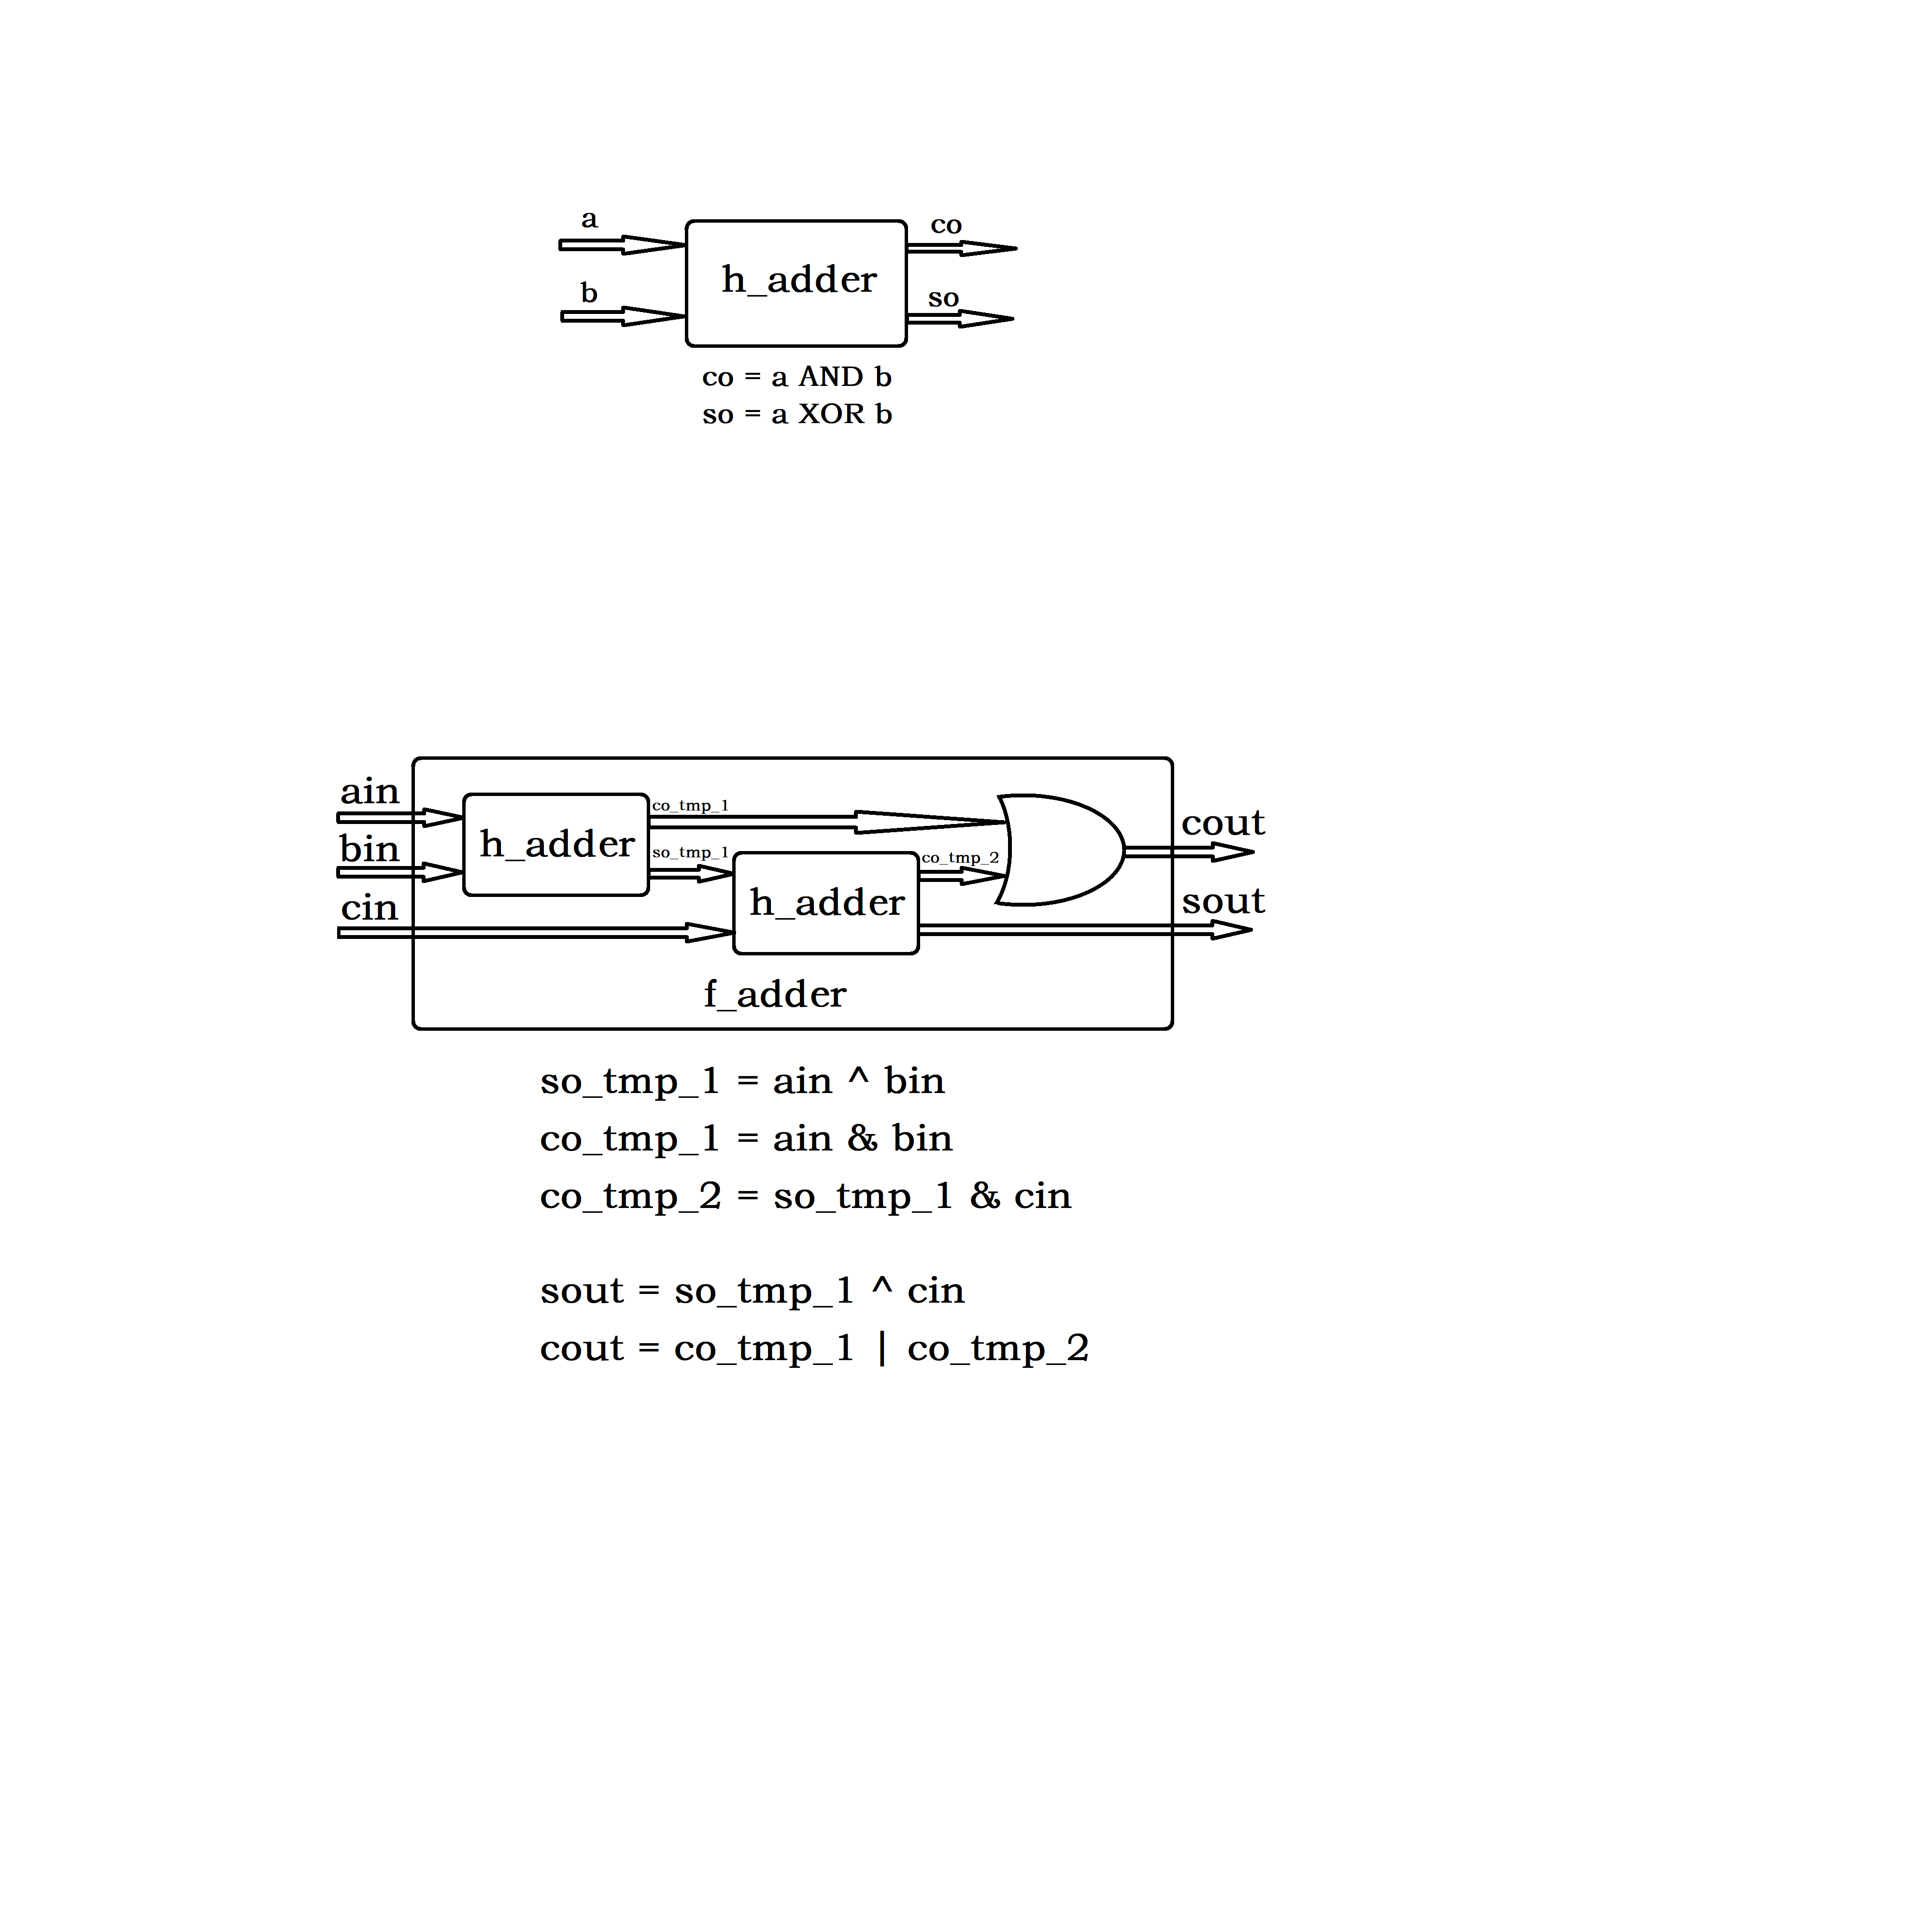 a
co
h_adder
b
so
co = a AND b
so = a XOR b
ain
co_tmp_1
cout
bin
h_adder
so_tmp_1
co_tmp_2
cin
h_adder
sout
f_adder
so_tmp_1 = ain ^ bin
co_tmp_1 = ain & bin
co_tmp_2 = so_tmp_1 & cin
sout = so_tmp_1 ^ cin
cout = co_tmp_1 | co_tmp_2